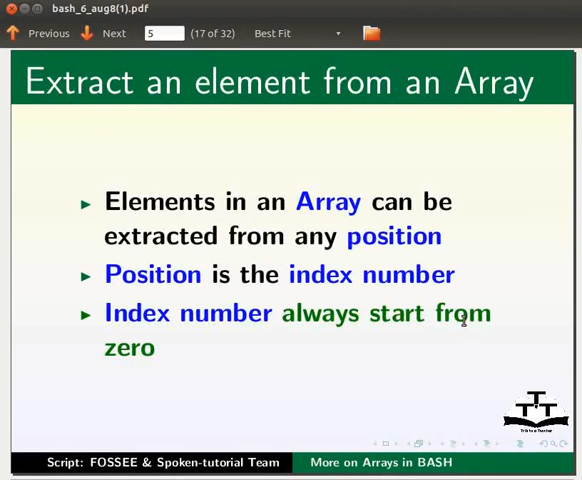 bash_6_aug8(1).pdf
Previous Next 5 (17 of 32) Best Fit
Extract an element from an Array
Elements in an Array can be
extracted from any position
Position is the index number
Index number always start from
zero
TTT
Script: FOSSEE & Spoken-tutorial Team More on Arrays in BASH